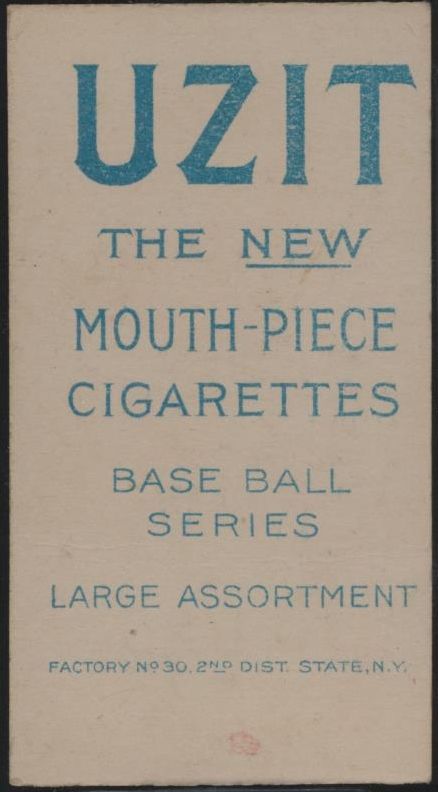 UZIT
THE NEW
MOUTH-PIECE
CIGARETTES
BASE BALL
SERIES
LARGE ASSORTMENT
FACTORY Nº 30, 2ND DIST. STATE, N.Y.